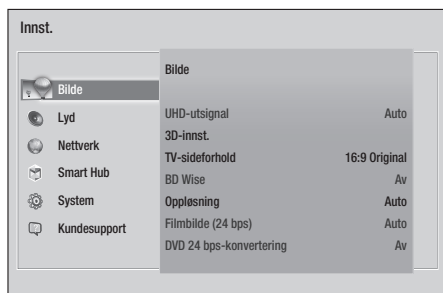 Innst.
Bilde
Lyd
Nettverk
Smart Hub
System
Kundesupport
Bilde
UHD-utsignal Auto
3D-innst.
TV-sideforhold 16:9 Original
BD Wise Av
Oppløsning Auto
Filmbilde (24 bps) Auto
DVD 24 bps-konvertering Av